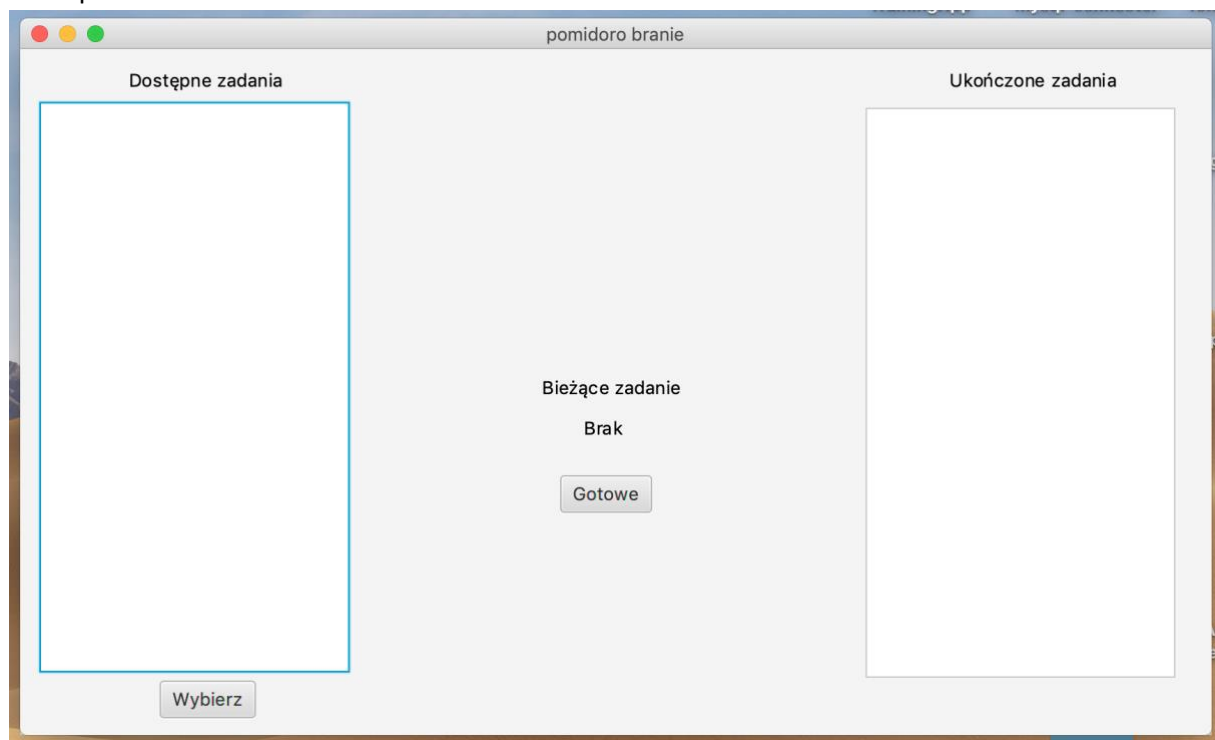 pomidoro branie
Dostępne zadania
Ukończone zadania
Bieżące zadanie
Brak
Gotowe
Wybierz